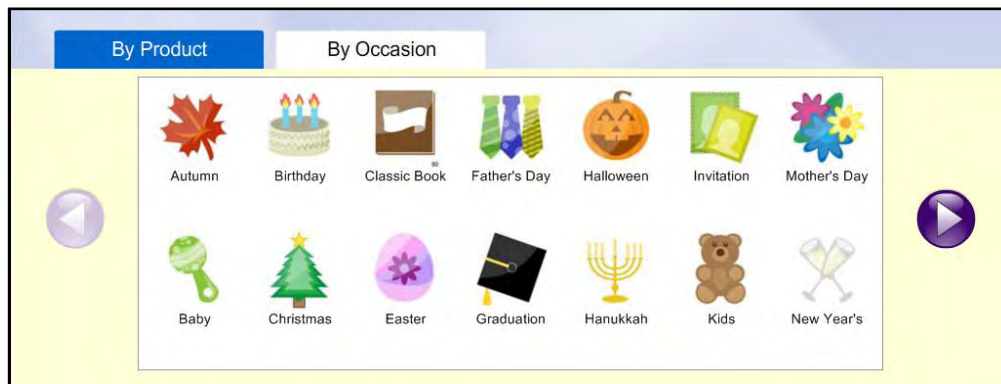 By Product
By Occasion
Autumn
Birthday
Classic Book
Father's Day
Halloween
Invitation
Mother's Day
Baby
Christmas
Easter
Graduation
Hanukkah
Kids
New Year's